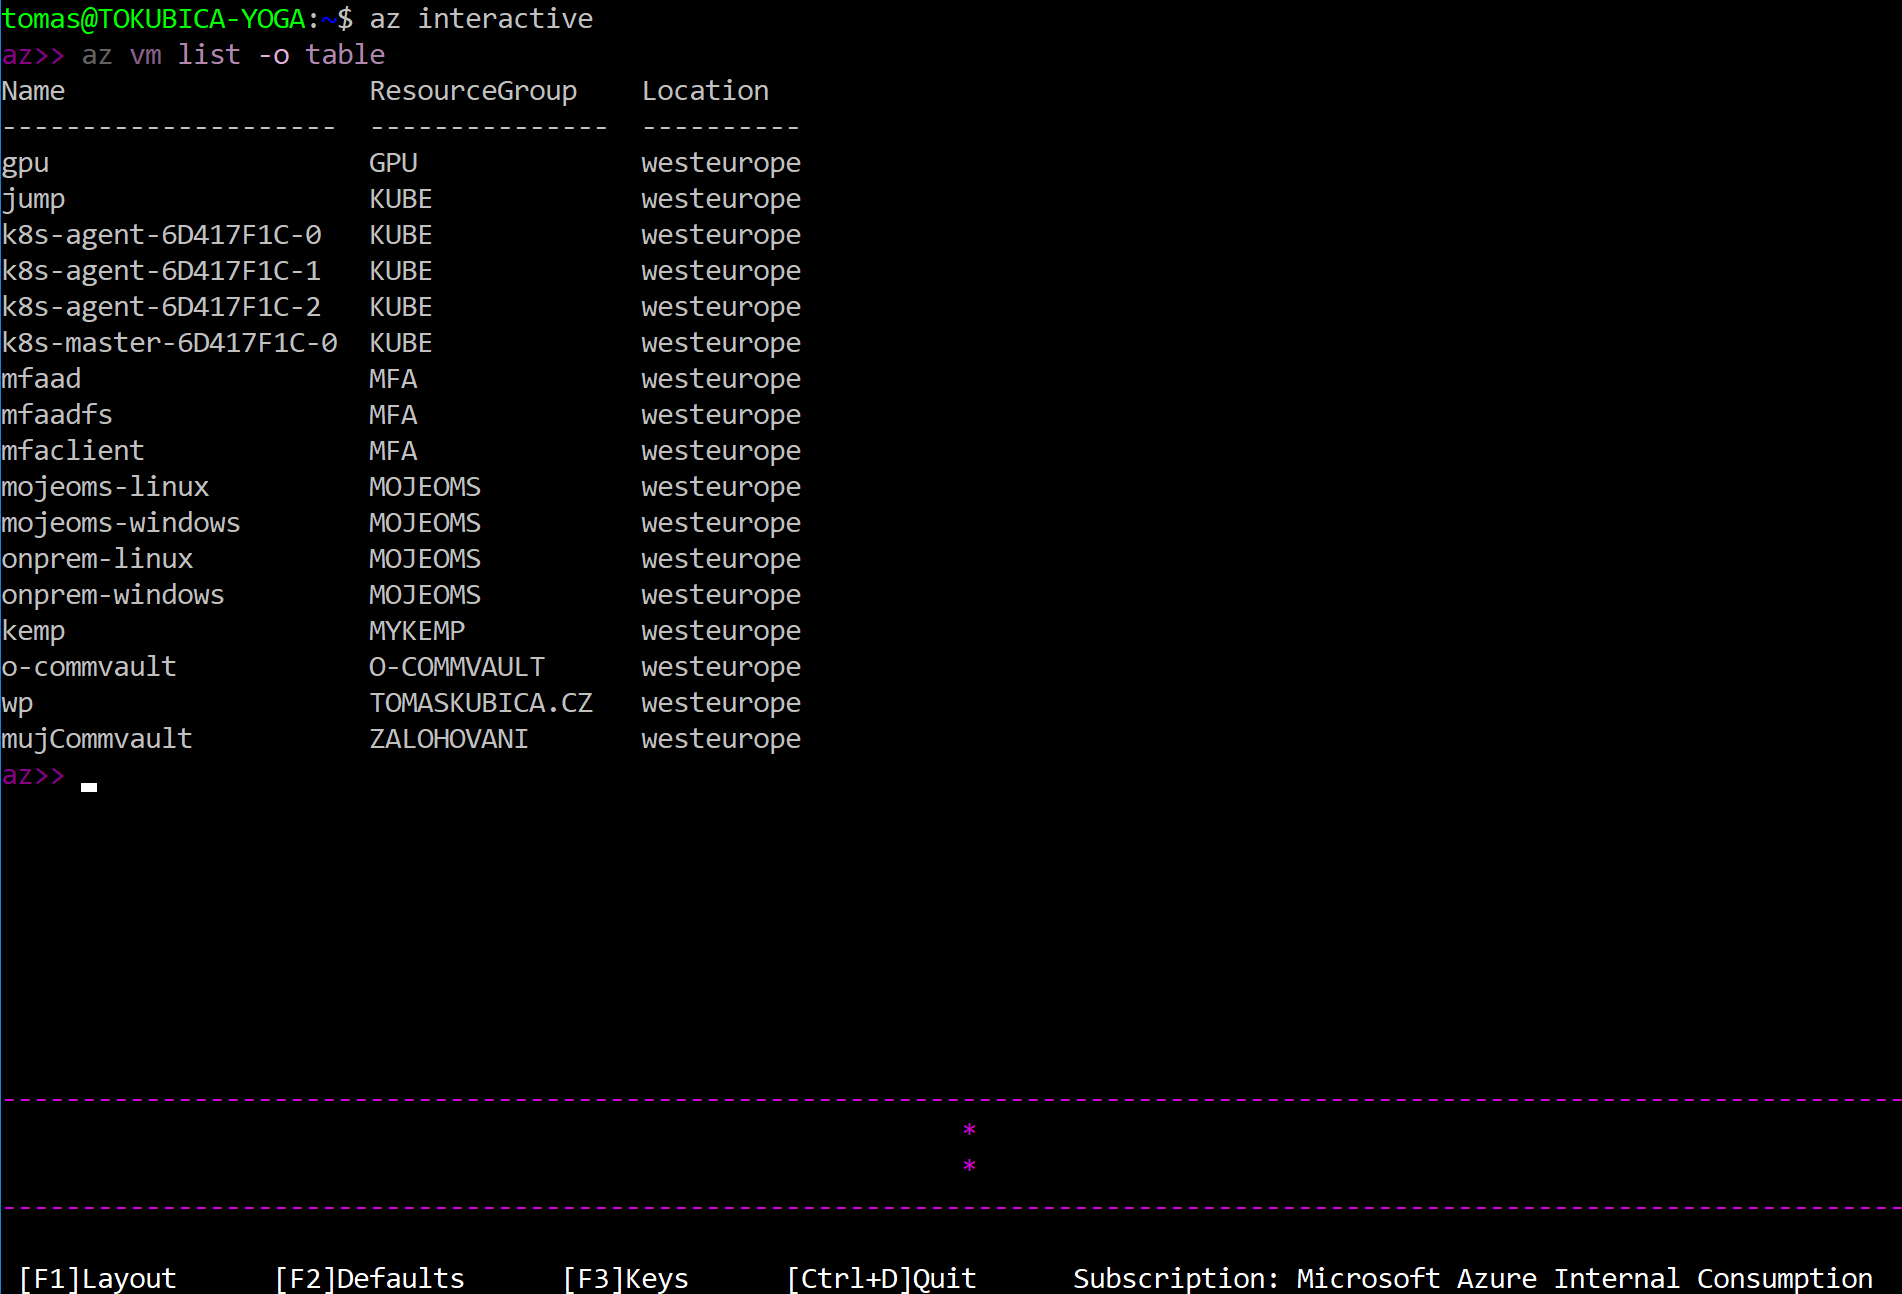 tomas@TOKUBICA-YOGA:~$ az interactive
az>> az vm list -o table
Name                   ResourceGroup    Location
---------------------  ---------------  ----------
gpu                    GPU              westeurope
jump                   KUBE             westeurope
k8s-agent-6D417F1C-0   KUBE             westeurope
k8s-agent-6D417F1C-1   KUBE             westeurope
k8s-agent-6D417F1C-2   KUBE             westeurope
k8s-master-6D417F1C-0  KUBE             westeurope
mfaad                  MFA              westeurope
mfaadfs                MFA              westeurope
mfaclient              MFA              westeurope
mojeoms-linux          MOJEOMS          westeurope
mojeoms-windows        MOJEOMS          westeurope
onprem-linux           MOJEOMS          westeurope
onprem-windows         MOJEOMS          westeurope
kemp                   MYKEMP           westeurope
o-commvault            O-COMMVAULT      westeurope
wp                     TOMASKUBICA.CZ   westeurope
mujCommvault           ZALOHOVANI       westeurope
az>>
*
*
[F1]Layout      [F2]Defaults      [F3]Keys      [Ctrl+D]Quit      Subscription: Microsoft Azure Internal Consumption